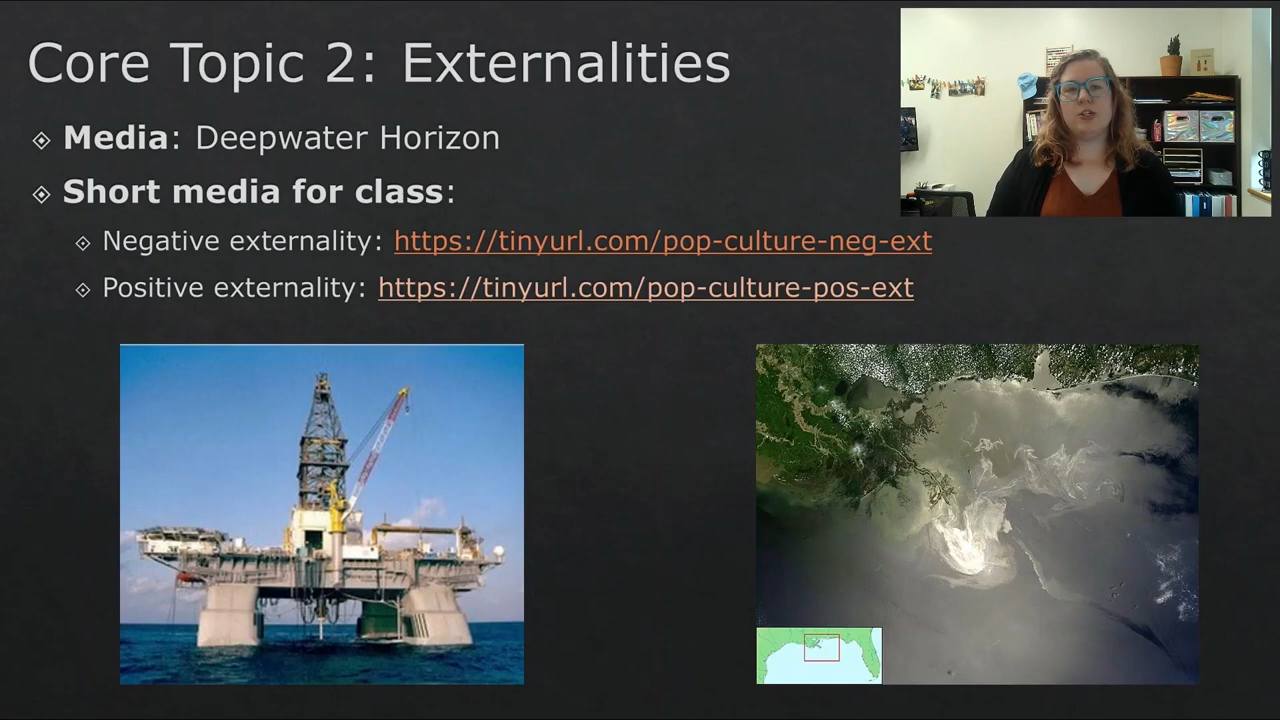 Core Topic 2: Externalities
Media: Deepwater Horizon
Short media for class:
Negative externality: https://tinyurl.com/pop-culture-neg-ext
Positive externality: https://tinyurl.com/pop-culture-pos-ext